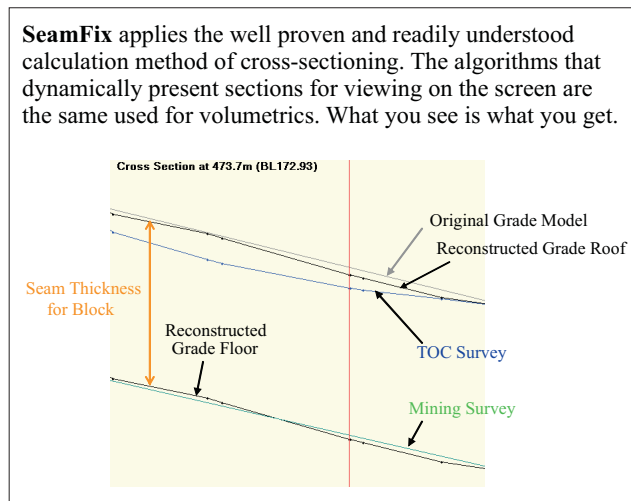 SeamFix applies the well proven and readily understood
calculation method of cross-sectioning. The algorithms that
dynamically present sections for viewing on the screen are
the same used for volumetrics. What you see is what you get.
Cross Section at 473.7m (BL172.93)
Original Grade Model
Reconstructed Grade Roof
Seam Thickness
for Block
Reconstructed
Grade Floor
TOC Survey
Mining Survey